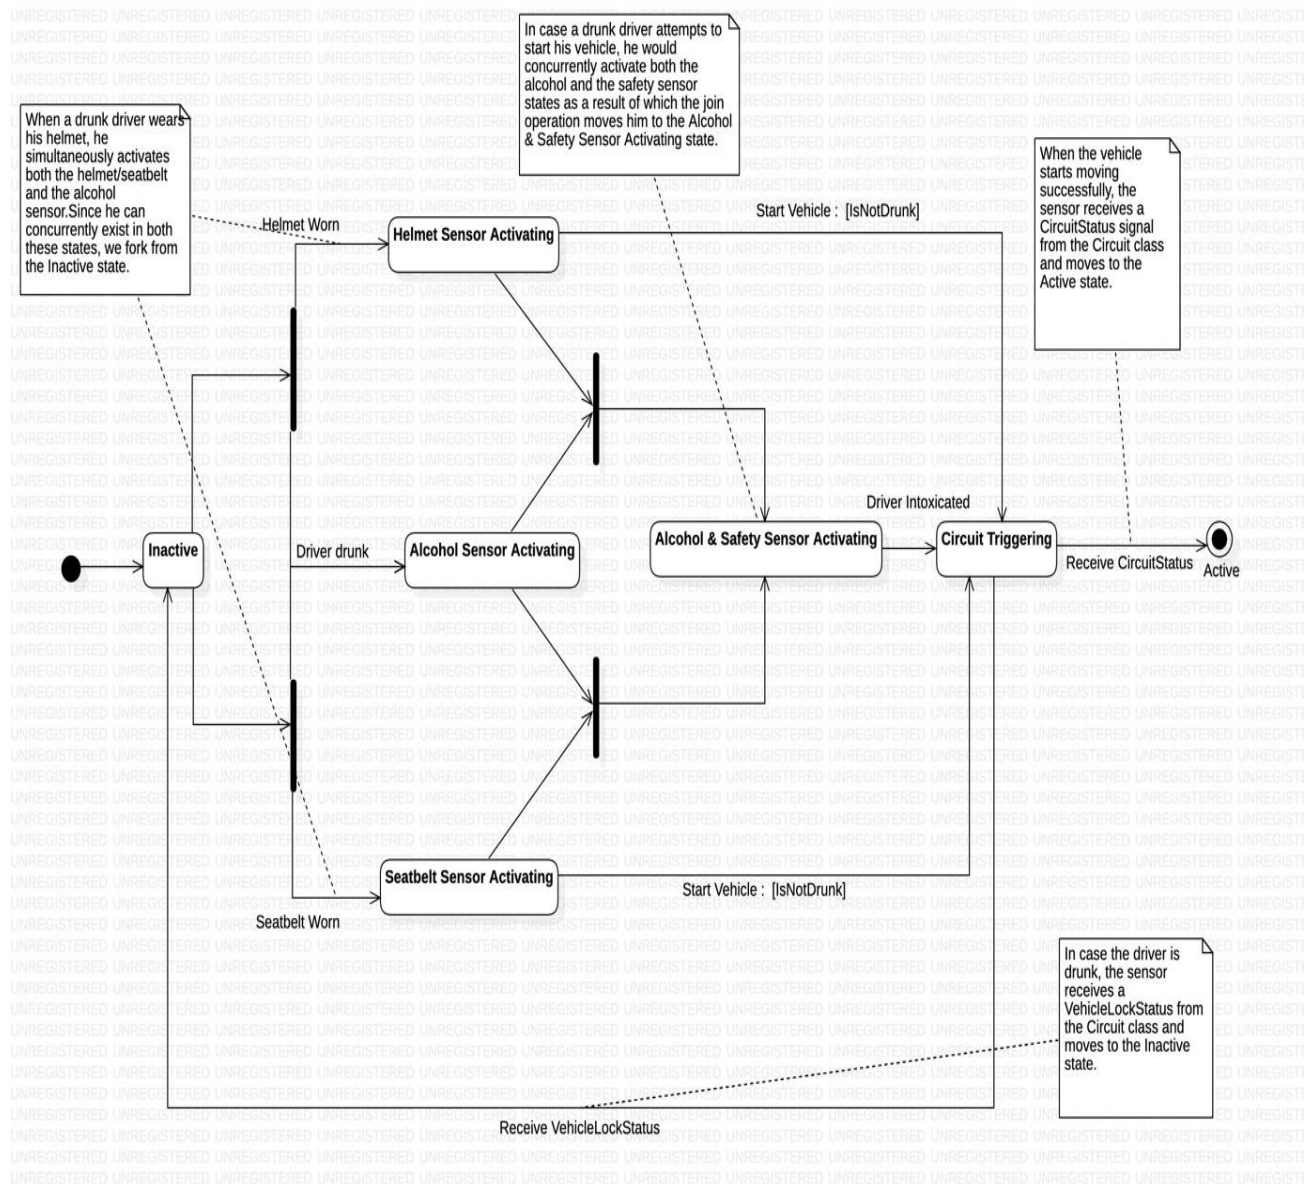 In case a drunk driver attempts to
start his vehicle, he would
concurrently activate both the
alcohol and the safety sensor
states as a result of which the join
operation moves him to the Alcohol
& Safety Sensor Activating state.
When a drunk driver wears
his helmet, he
simultaneously activates
both the helmet/seatbelt
and the alcohol
sensor.Since he can
concurrently exist in both
these states, we fork from
the Inactive state.
When the vehicle
starts moving
successfully, the
sensor receives a
CircuitStatus signal
from the Circuit class
and moves to the
Active state.
Helmet Worn
Helmet Sensor Activating
Start Vehicle : [IsNotDrunk]
Driver Intoxicated
Inactive
Driver drunk
Alcohol Sensor Activating
Alcohol & Safety Sensor Activating
Circuit Triggering
Receive CircuitStatus
Active
Seatbelt Sensor Activating
Start Vehicle : [IsNotDrunk]
Seatbelt Worn
In case the driver is
drunk, the sensor
receives a
VehicleLockStatus from
the Circuit class and
moves to the Inactive
state.
Receive VehicleLockStatus
UNREGISTERED